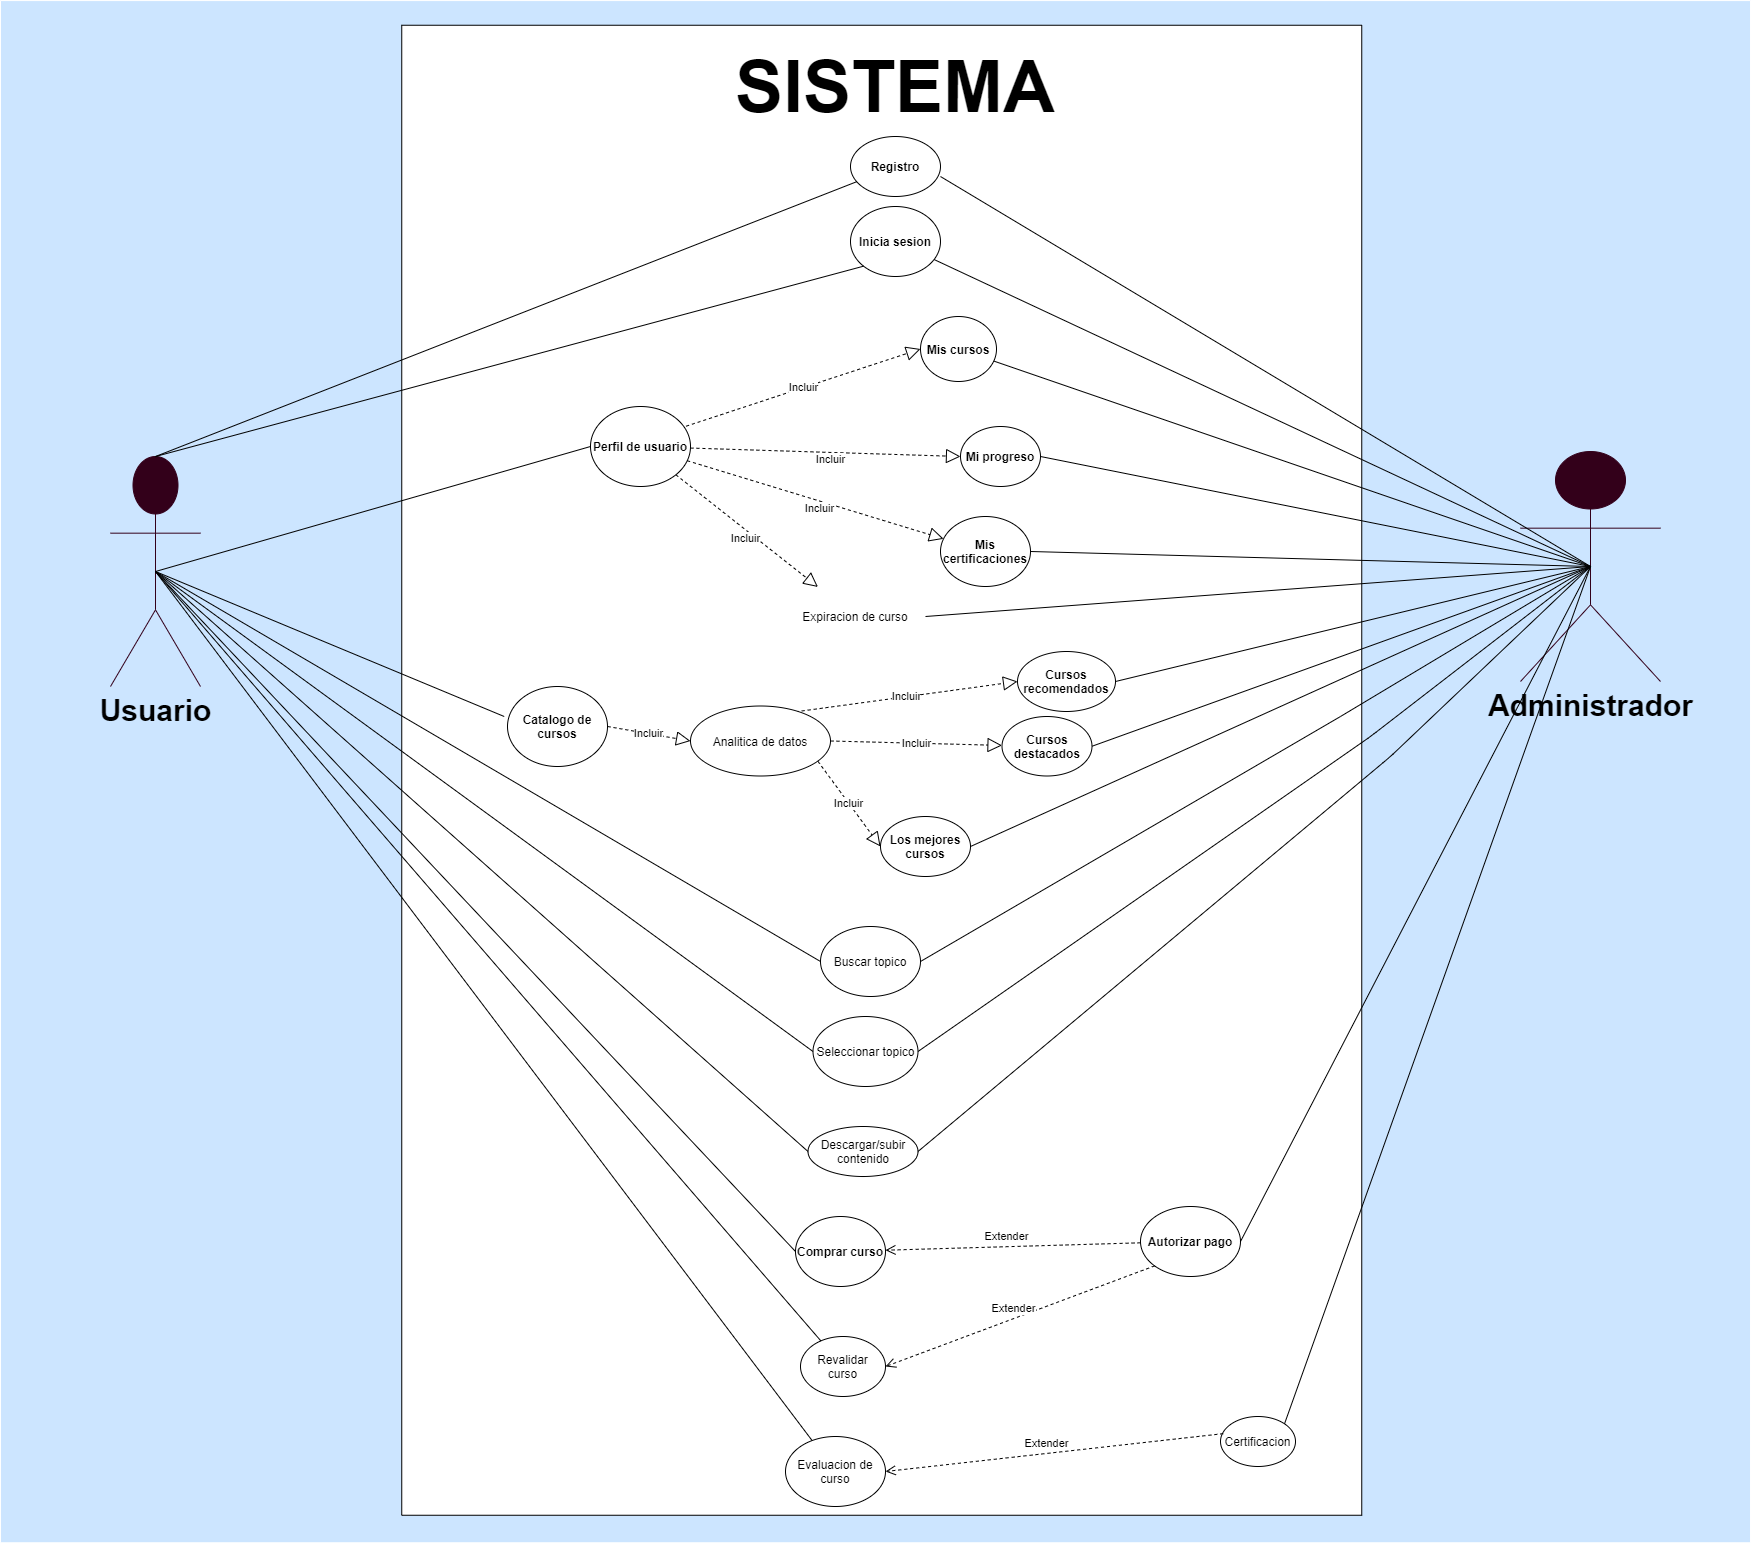 SISTEMA
Registro
Inicia sesion
Mis cursos
Incluir
Perfil de usuario
Incluir
Mi progreso
Incluir
Incluir
Mis
certificaciones
Expiracion de curso
Usuario
Administrador
Cursos
recomendados
Incluir
Catalogo de
cursos
Incluir
Analitica de datos
Incluir
Cursos
destacados
Incluir
Los mejores
cursos
Buscar topico
Seleccionar topico
Descargar/subir
contenido
Comprar curso
Extender
Autorizar pago
Extender
Revalidar
curso
Extender
Certificacion
Evaluacion de
curso